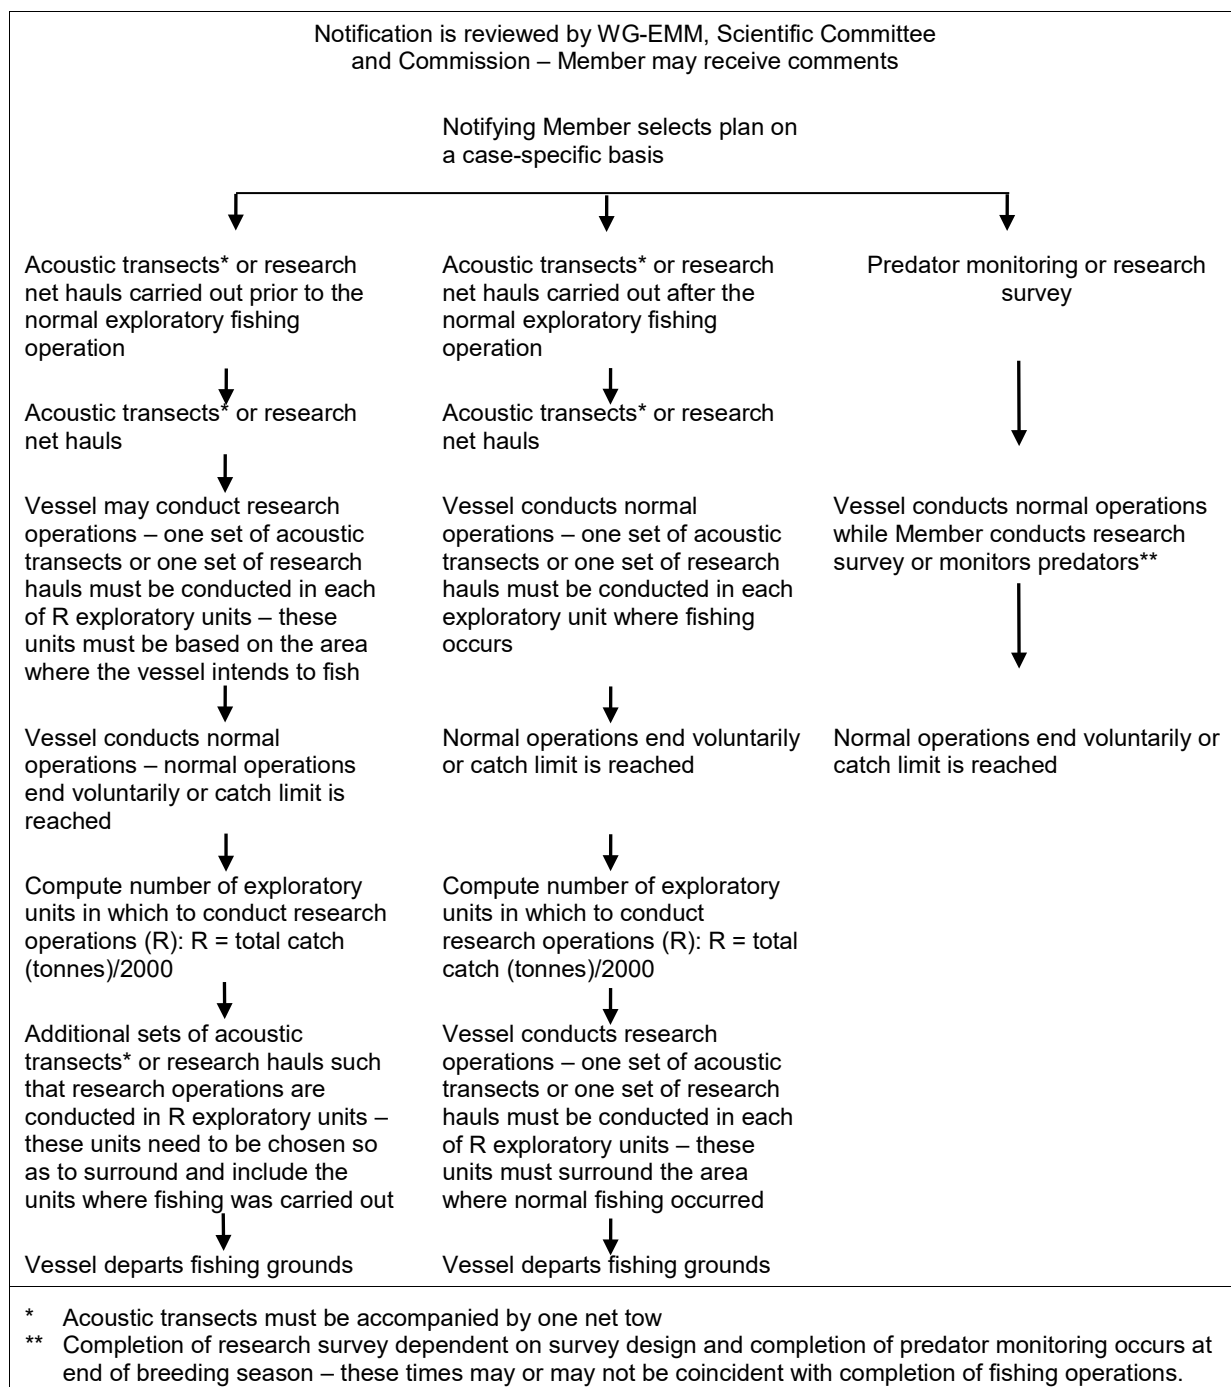 Notification is reviewed by WG-EMM, Scientific Committee
and Commission – Member may receive comments
Notifying Member selects plan on
a case-specific basis
Acoustic transects* or research
net hauls carried out prior to the
normal exploratory fishing
operation
Acoustic transects* or research
net hauls
Vessel may conduct research
operations – one set of acoustic
transects or one set of research
hauls must be conducted in each
of R exploratory units – these
units must be based on the area
where the vessel intends to fish
Vessel conducts normal
operations – normal operations
end voluntarily or catch limit is
reached
Compute number of exploratory
units in which to conduct research
operations (R): R = total catch
(tonnes)/2000
Additional sets of acoustic
transects* or research hauls such
that research operations are
conducted in R exploratory units –
these units need to be chosen so
as to surround and include the
units where fishing was carried out
Vessel departs fishing grounds
Acoustic transects* or research
net hauls carried out after the
normal exploratory fishing
operation
Acoustic transects* or research
net hauls
Vessel conducts normal
operations – one set of acoustic
transects or one set of research
hauls must be conducted in each
exploratory unit where fishing
occurs
Normal operations end voluntarily
or catch limit is reached
Compute number of exploratory
units in which to conduct
research operations (R): R = total
catch (tonnes)/2000
Vessel conducts research
operations – one set of acoustic
transects or one set of research
hauls must be conducted in each
of R exploratory units – these
units must surround the area
where normal fishing occurred
Vessel departs fishing grounds
Predator monitoring or research
survey
Vessel conducts normal operations
while Member conducts research
survey or monitors predators**
Normal operations end voluntarily or
catch limit is reached
* Acoustic transects must be accompanied by one net tow
** Completion of research survey dependent on survey design and completion of predator monitoring occurs at
end of breeding season – these times may or may not be coincident with completion of fishing operations.